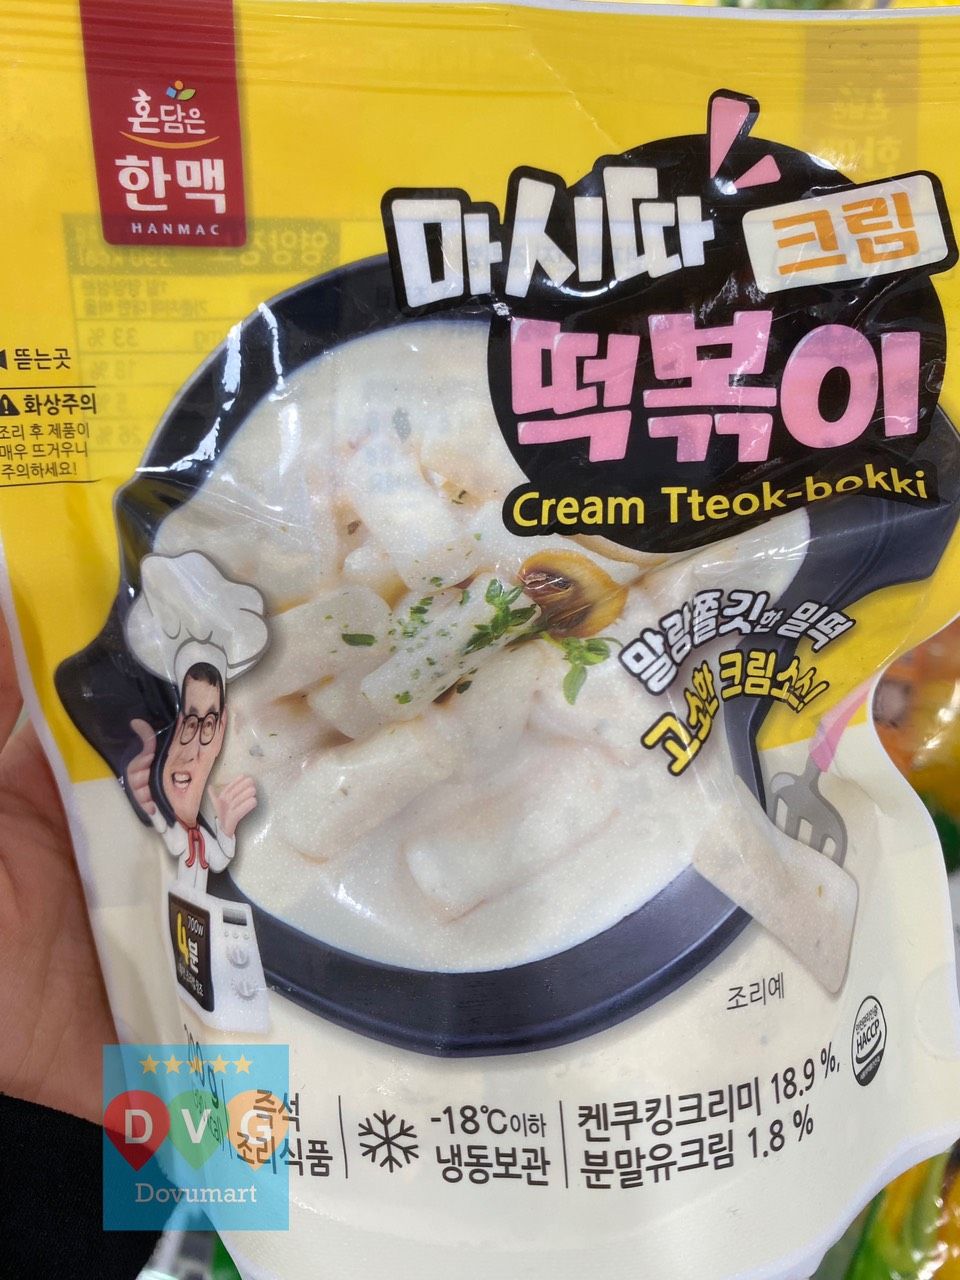 혼담은
한맥
HANMAC
마시따
크림
떡볶이
Cream Tteok-bokki
뜯는곳
화상주의
조리 후 제품이
매우 뜨거우니
주의하세요!
말랑쫄깃한 밀떡
고소한 크림소스!
700w
4분
조리예
HACCP
즉석
조리식품
-18℃이하
냉동보관
켄쿠킹크리미 18.9 %,
분말유크림 1.8 %
DVG
Dovumart